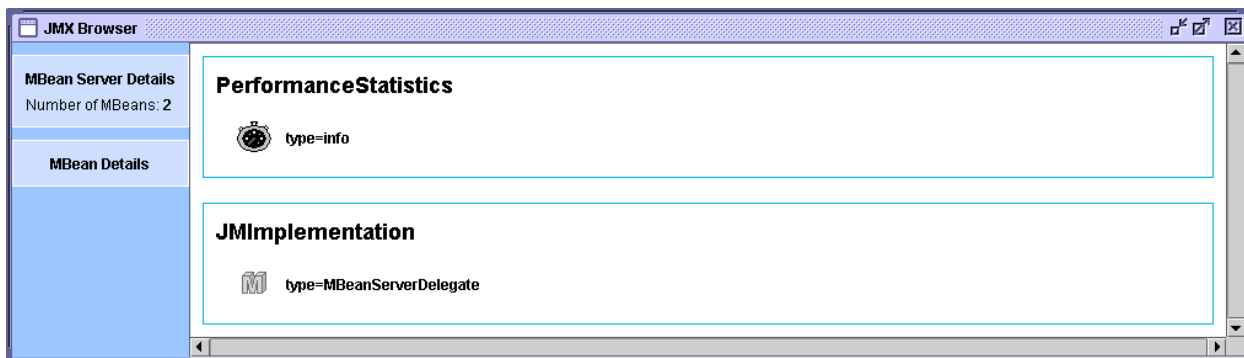 JMX Browser
MBean Server Details
Number of MBeans: 2
MBean Details
PerformanceStatistics
type=info
JMImplementation
type=MBeanServerDelegate